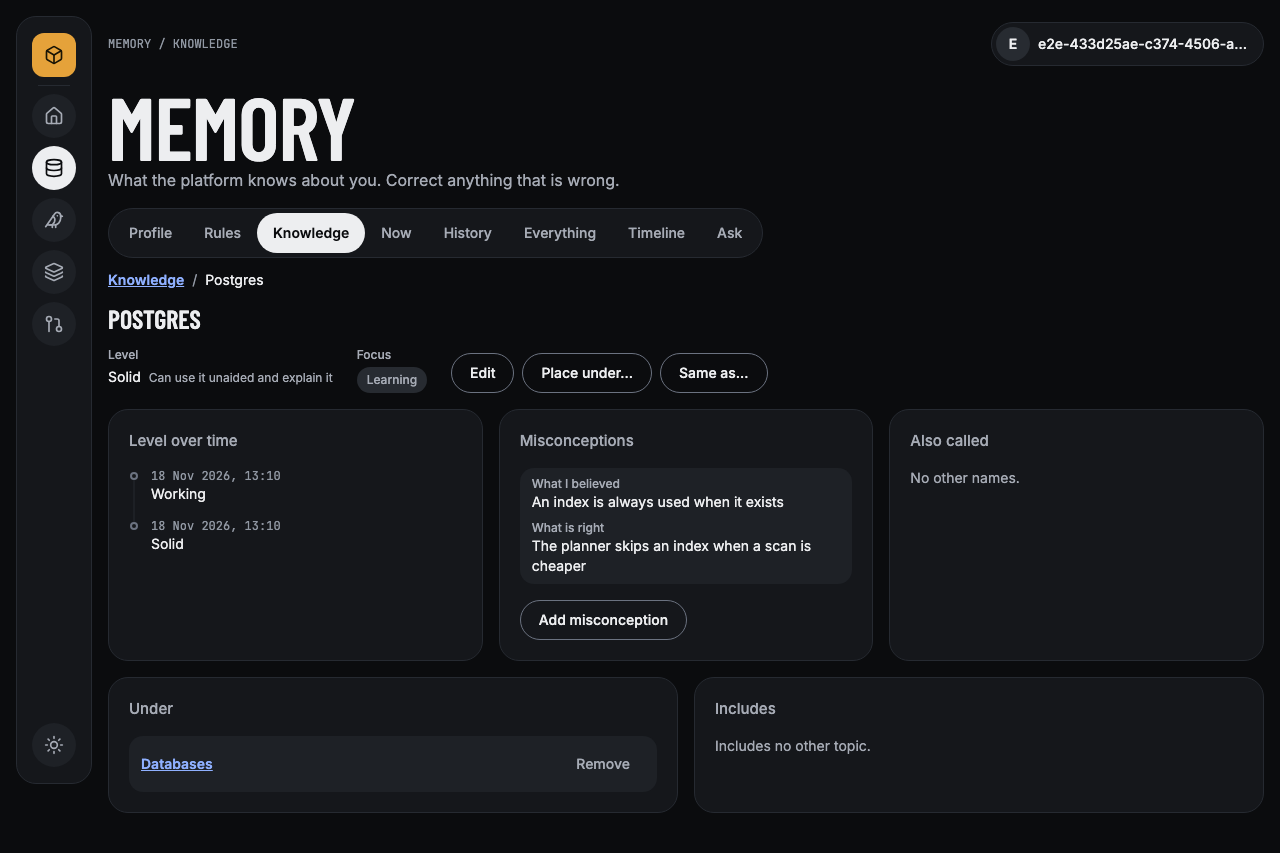 MEMORY / KNOWLEDGE
E e2e-433d25ae-c374-4506-a...
MEMORY
What the platform knows about you. Correct anything that is wrong.
Profile Rules Knowledge Now History Everything Timeline Ask
Knowledge / Postgres
POSTGRES
Level
Solid Can use it unaided and explain it
Focus
Learning
Edit Place under... Same as...
Level over time
18 Nov 2026, 13:10
Working
18 Nov 2026, 13:10
Solid
Misconceptions
What I believed
An index is always used when it exists
What is right
The planner skips an index when a scan is
cheaper
Add misconception
Also called
No other names.
Under
Databases Remove
Includes
Includes no other topic.